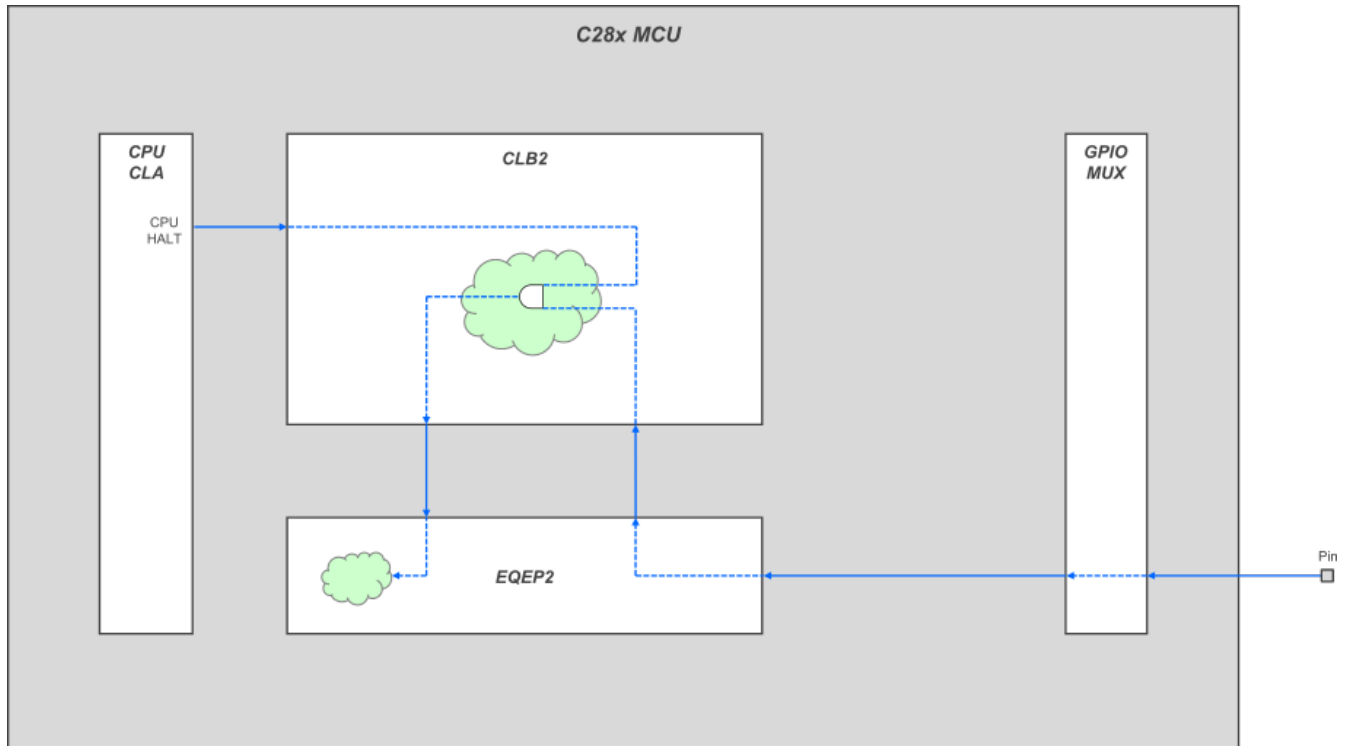 C28x MCU
CPU
CLA
CLB2
GPIO
MUX
CPU
HALT
Pin
EQEP2